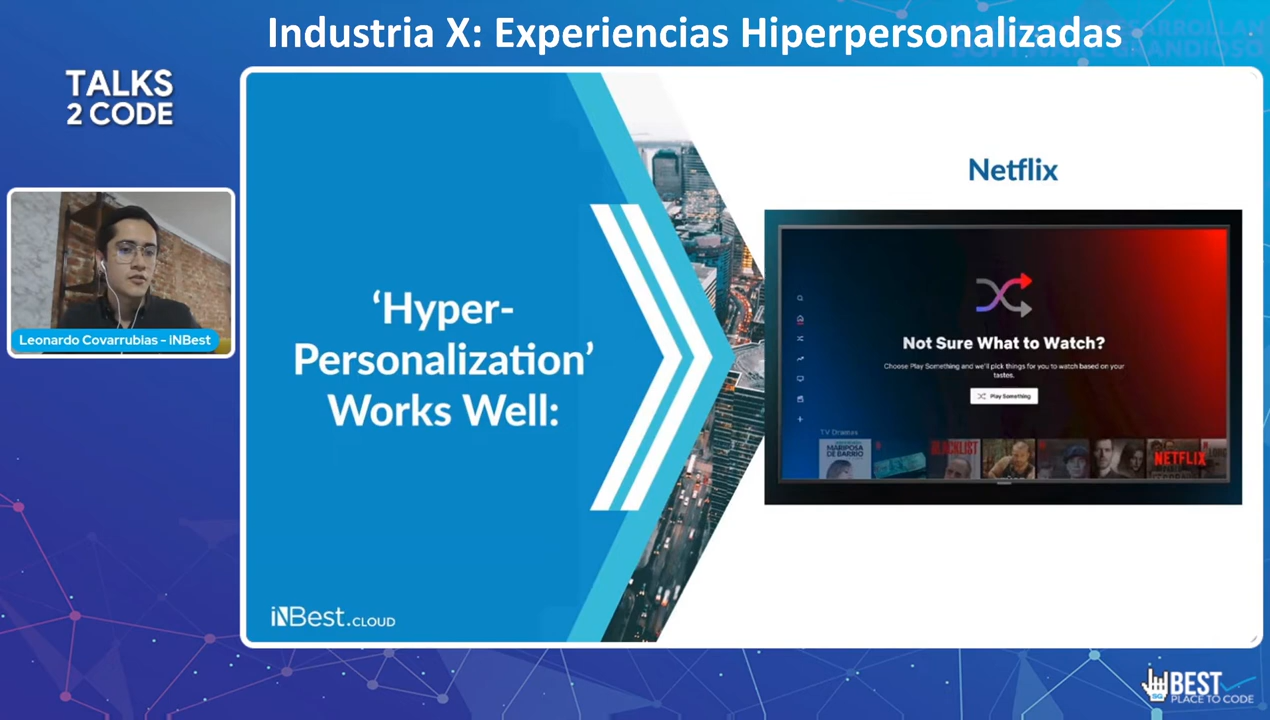 Industria X: Experiencias Hiperpersonalizadas
TALKS
2 CODE
Leonardo Covarrubias - INBest
‘Hyper-
Personalization’
Works Well:
iNBest.CLOUD
Netflix
Not Sure What to Watch?
Choose Play Something and we'll pick things for you to watch based on your
tastes.
Play Something
TV Dramas
MARIPOSA
DE BARRIO
BLACKLIST
NETFLIX
SG
BEST
PLACE TO CODE